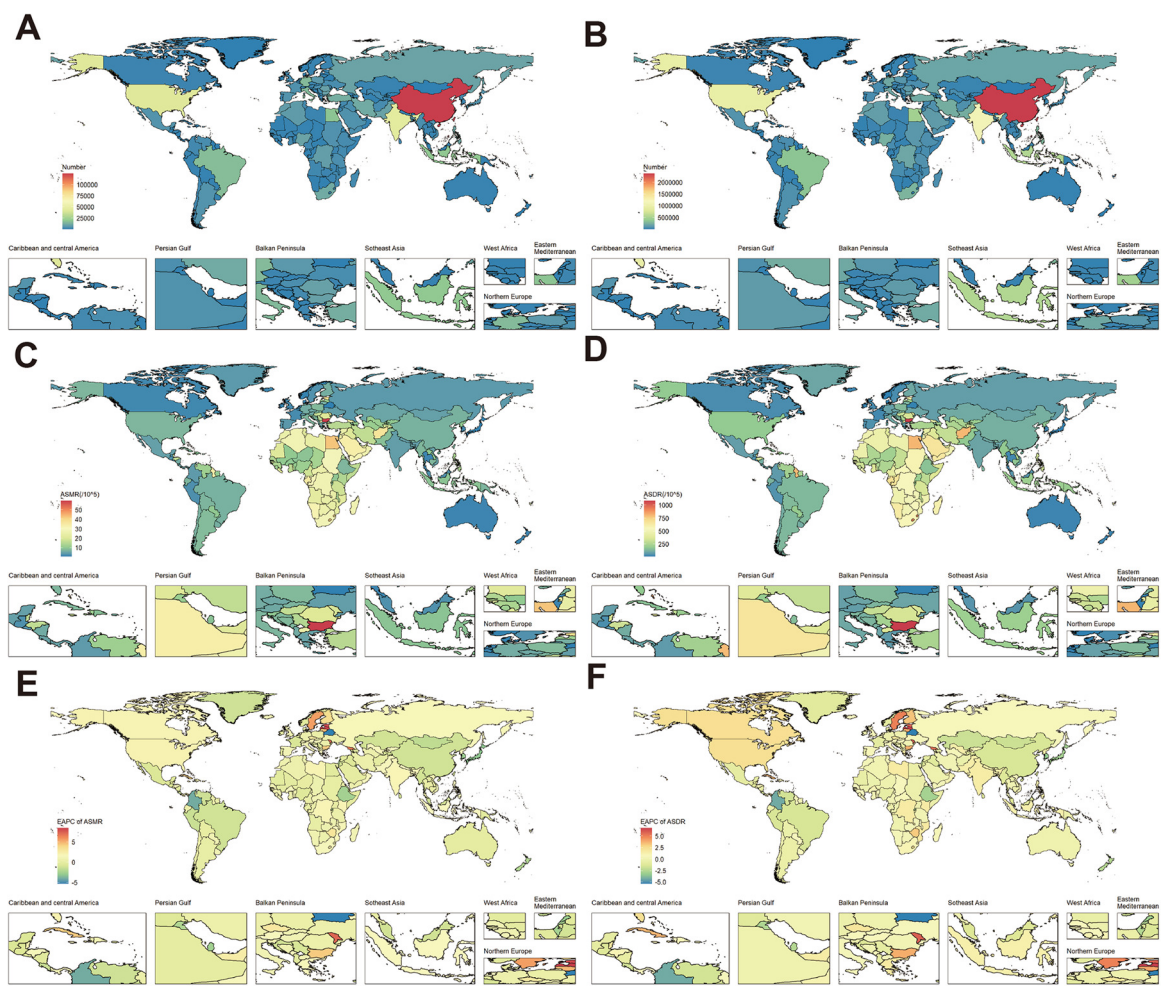 A
B
Number
100000
75000
50000
25000
Number
2000000
1500000
1000000
500000
Caribbean and central America
Persian Gulf
Balkan Peninsula
Sotheast Asia
West Africa
Eastern
Mediterranean
Northern Europe
Caribbean and central America
Persian Gulf
Balkan Peninsula
Sotheast Asia
West Africa
Eastern
Mediterranean
Northern Europe
C
D
ASMR(/10^5)
50
40
30
20
10
ASDR(/10^5)
1000
750
500
250
Caribbean and central America
Persian Gulf
Balkan Peninsula
Sotheast Asia
West Africa
Eastern
Mediterranean
Northern Europe
Caribbean and central America
Persian Gulf
Balkan Peninsula
Sotheast Asia
West Africa
Eastern
Mediterranean
Northern Europe
E
F
EAPC of ASMR
5
0
-5
EAPC of ASDR
5.0
2.5
0.0
-2.5
-5.0
Caribbean and central America
Persian Gulf
Balkan Peninsula
Sotheast Asia
West Africa
Eastern
Mediterranean
Northern Europe
Caribbean and central America
Persian Gulf
Balkan Peninsula
Sotheast Asia
West Africa
Eastern
Mediterranean
Northern Europe